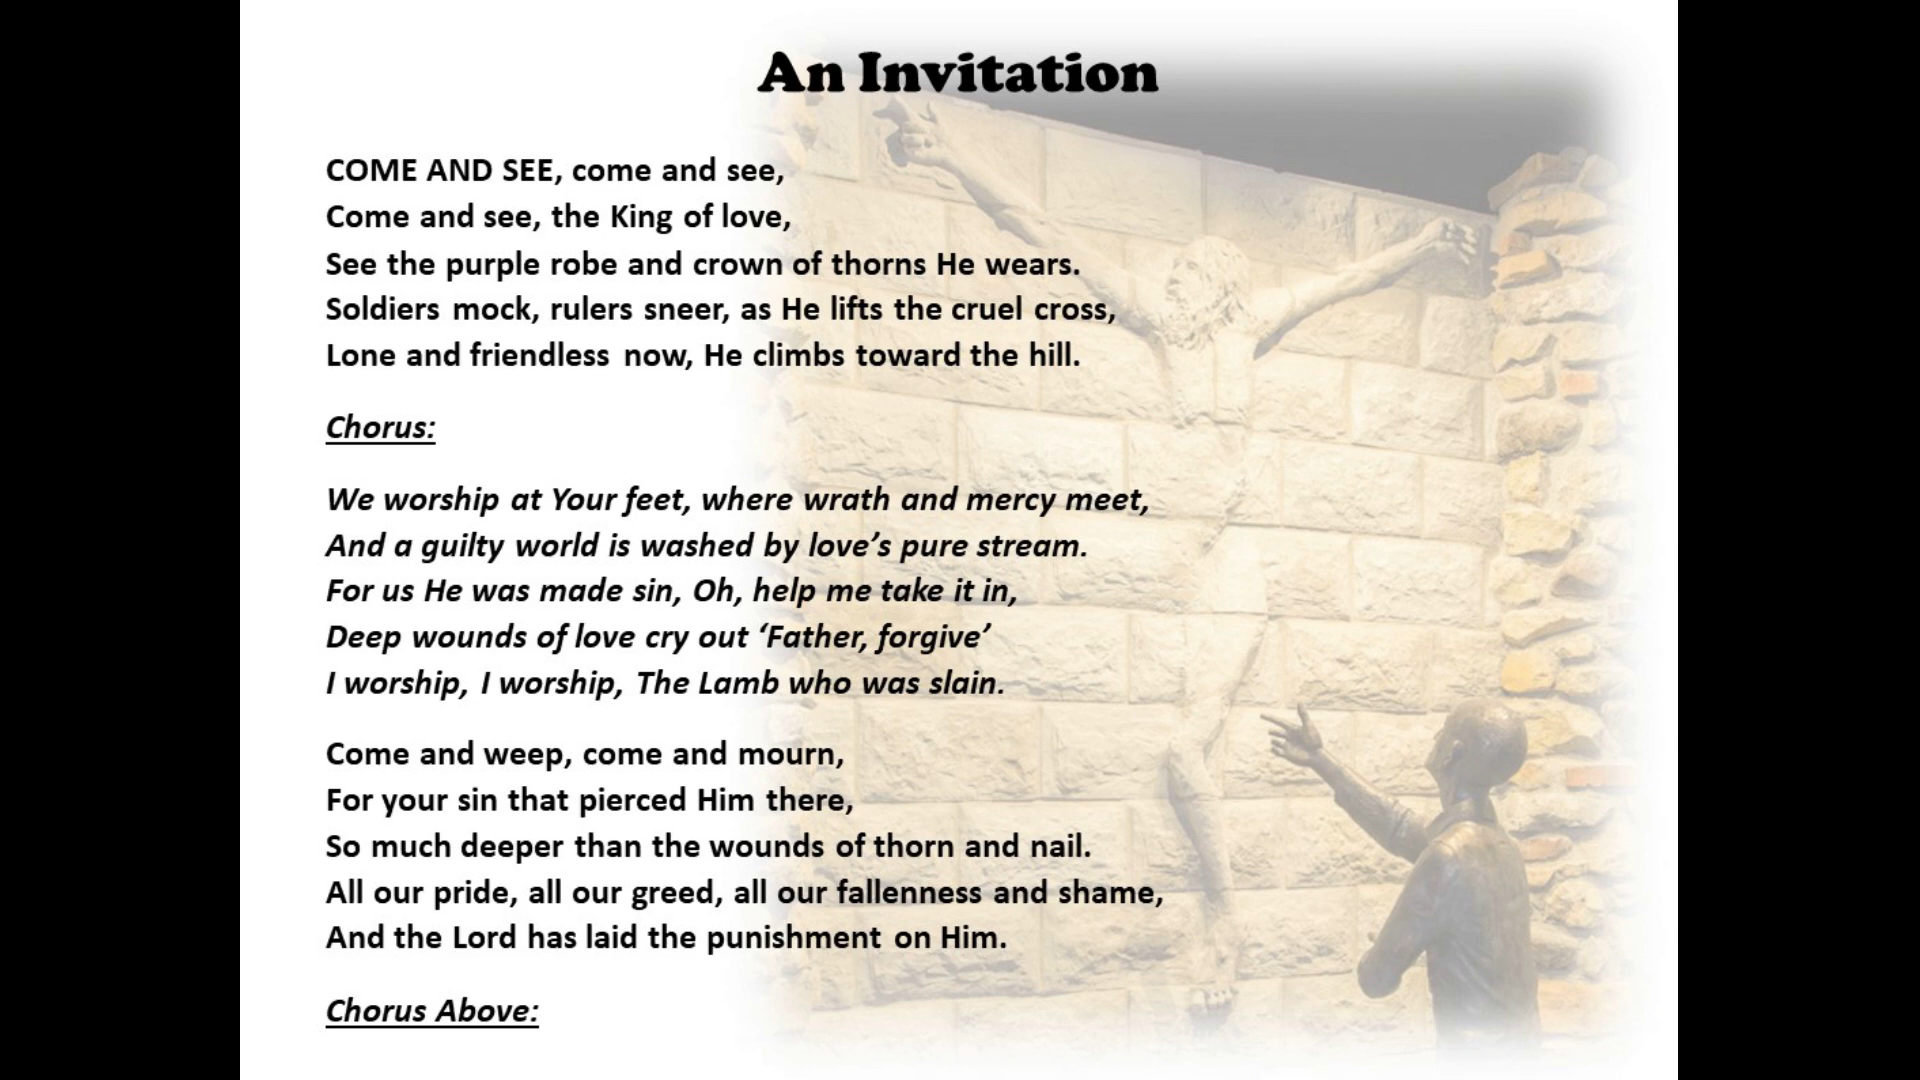 An Invitation
COME AND SEE, come and see,
Come and see, the King of love,
See the purple robe and crown of thorns He wears.
Soldiers mock, rulers sneer, as He lifts the cruel cross,
Lone and friendless now, He climbs toward the hill.
Chorus:
We worship at Your feet, where wrath and mercy meet,
And a guilty world is washed by love’s pure stream.
For us He was made sin, Oh, help me take it in,
Deep wounds of love cry out ‘Father, forgive’
I worship, I worship, The Lamb who was slain.
Come and weep, come and mourn,
For your sin that pierced Him there,
So much deeper than the wounds of thorn and nail.
All our pride, all our greed, all our fallenness and shame,
And the Lord has laid the punishment on Him.
Chorus Above: